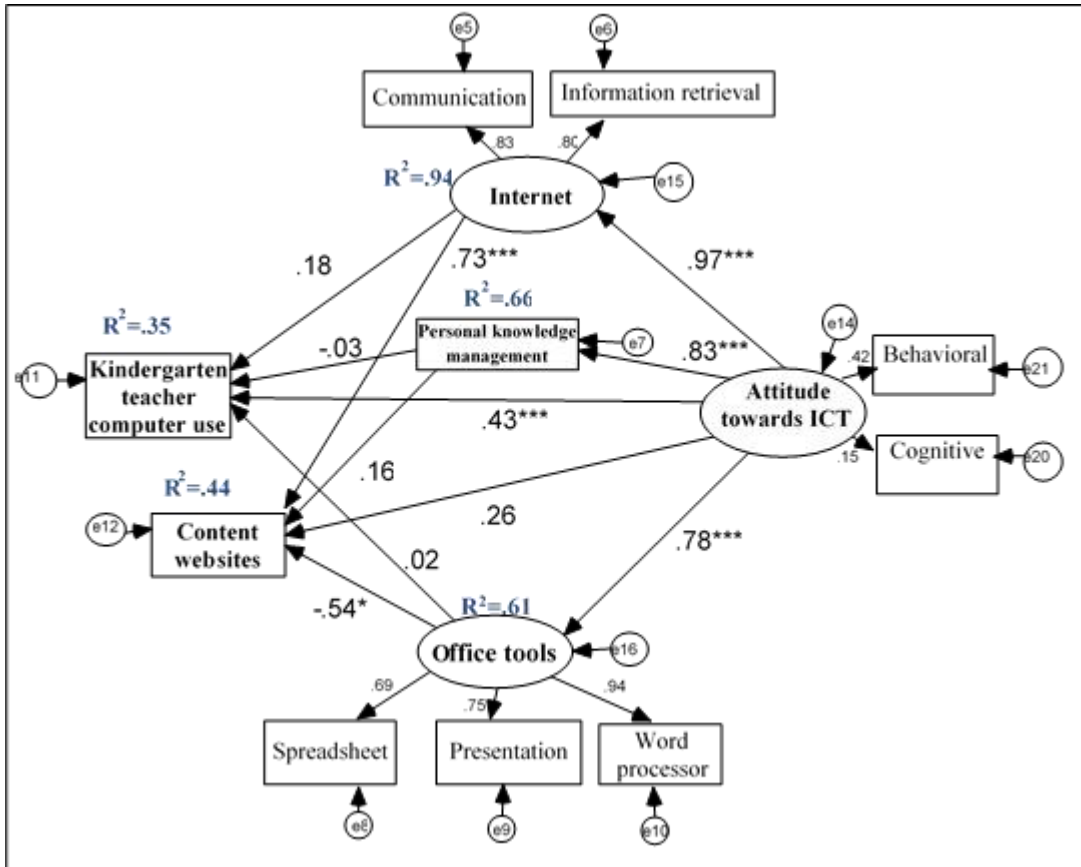 e5
e6
Communication
Information retrieval
.83
.80
R²=.94
Internet
e15
.18
.73***
.97***
R²=.66
R²=.35
Personal knowledge
management
e7
-.03
.83***
e14
.42
Behavioral
e21
e11
Kindergarten
teacher
computer use
.43***
Attitude
towards ICT
.15
Cognitive
e20
R²=.44
.16
.26
e12
Content
websites
.02
.78***
-.54*
R²=.61
Office tools
e16
.69
.75
.94
Spreadsheet
Presentation
Word
processor
e8
e9
e10